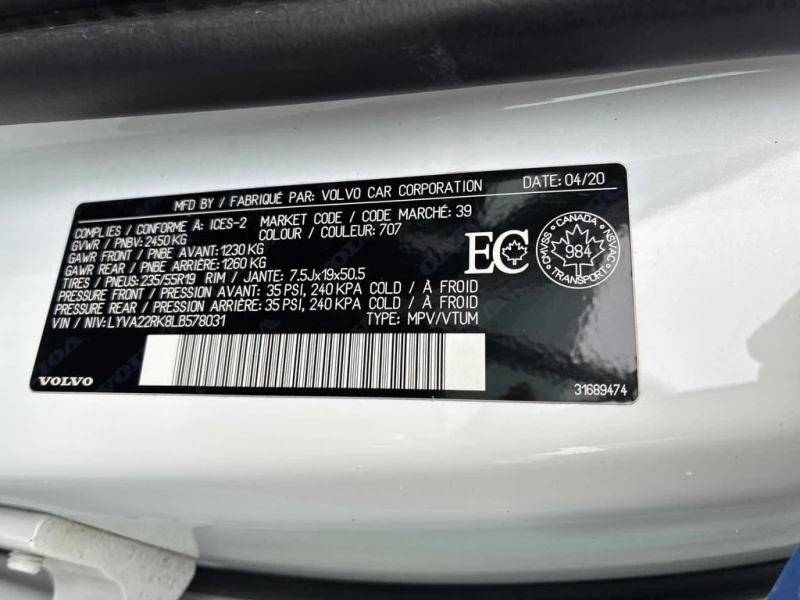 MFD BY / FABRIQUÉ PAR: VOLVO CAR CORPORATION DATE: 04/20
COMPLIES / CONFORME À: ICES-2 MARKET CODE / CODE MARCHÉ: 39
GVWR / PNBV: 2450 KG COLOUR / COULEUR: 707
GAWR FRONT / PNBE AVANT: 1230 KG
GAWR REAR / PNBE ARRIÈRE: 1260 KG
TIRES / PNEUS: 235/55R19 RIM / JANTE: 7.5Jx19x50.5
PRESSURE FRONT / PRESSION AVANT: 35 PSI, 240 KPA COLD / À FROID
PRESSURE REAR / PRESSION ARRIÈRE: 35 PSI, 240 KPA COLD / À FROID
VIN / NIV: LYVA22RK8LB578031 TYPE: MPV/VTUM
EC
CANADA
CMVSS NSVAC
984
TRANSPORT
VOLVO
31689474